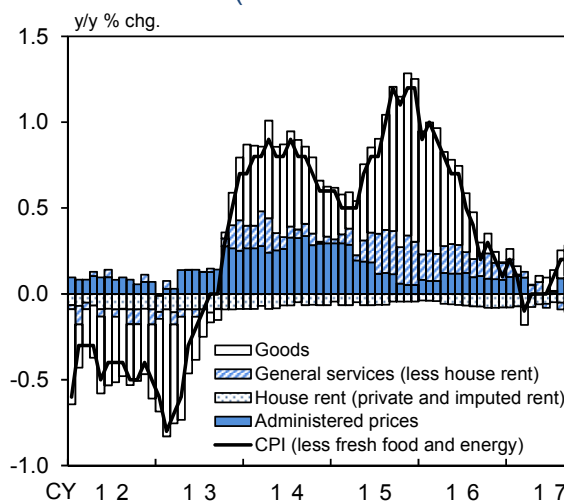 y/y % chg.
1.5
1.0
0.5
0.0
-0.5
-1.0
Goods
General services (less house rent)
House rent (private and imputed rent)
Administered prices
CPI (less fresh food and energy)
CY 12 13 14 15 16 17